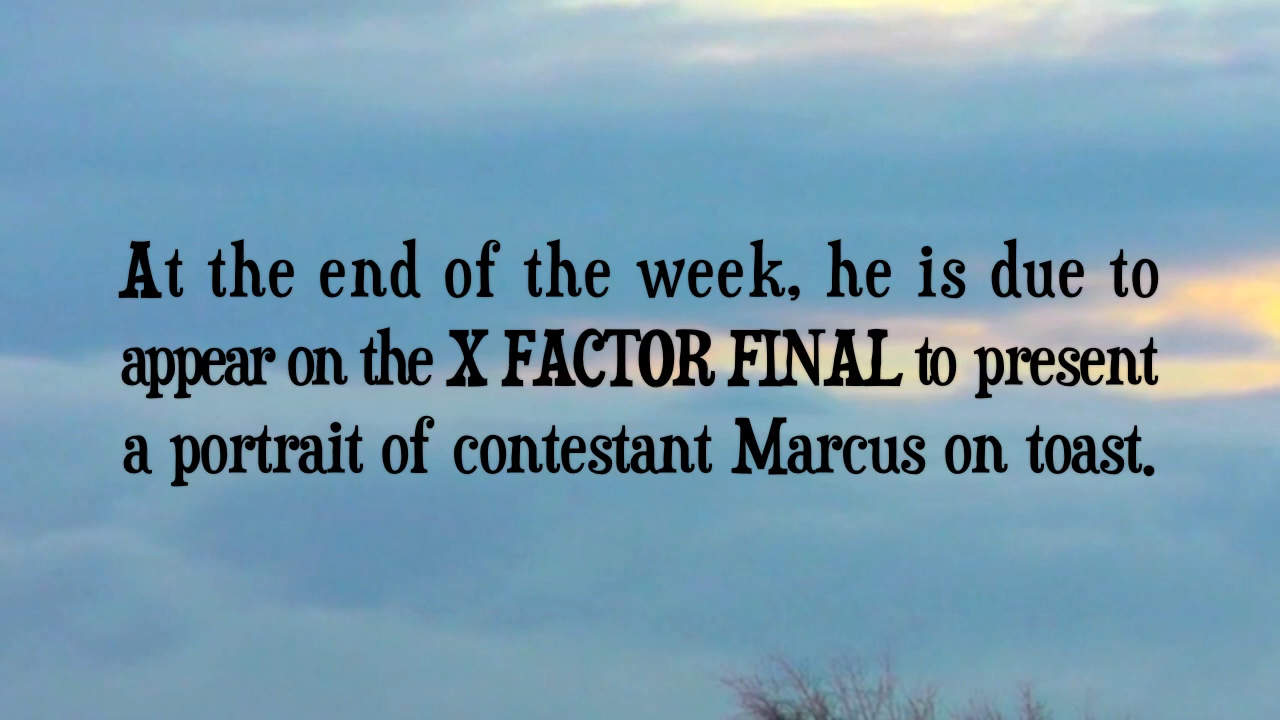 At the end of the week, he is due to
appear on the X FACTOR FINAL to present
a portrait of contestant Marcus on toast.